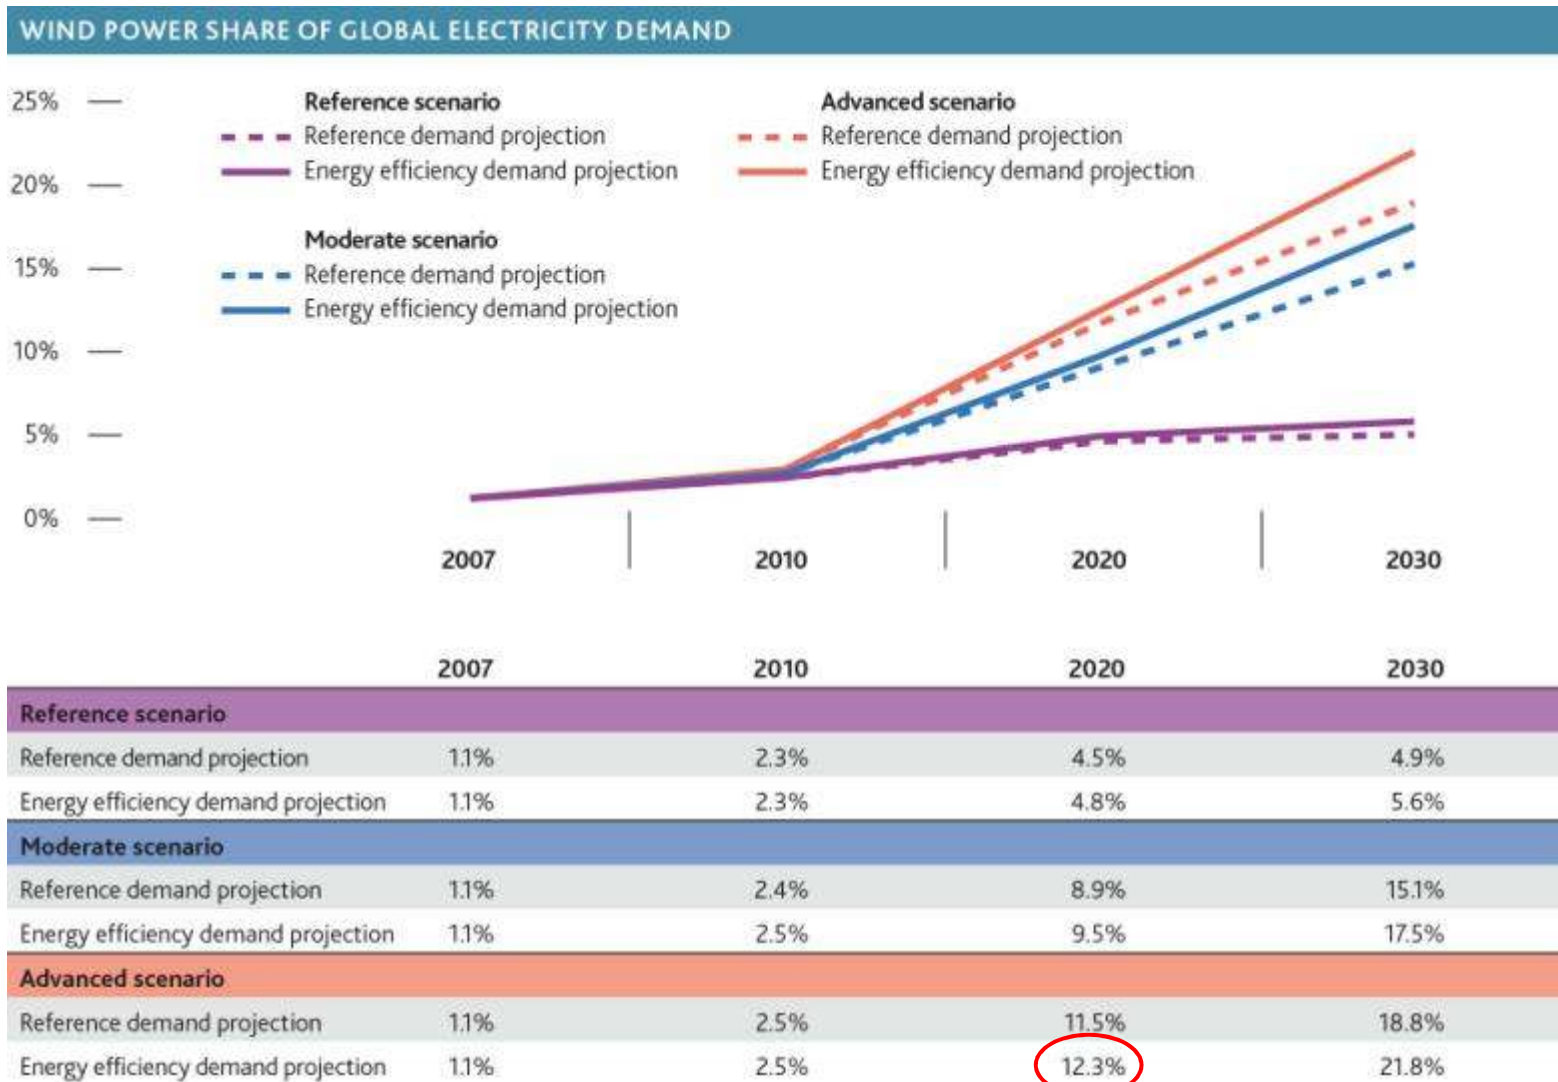 WIND POWER SHARE OF GLOBAL ELECTRICITY DEMAND
25%
20%
15%
10%
5%
0%
Reference scenario
Reference demand projection
Energy efficiency demand projection
Advanced scenario
Reference demand projection
Energy efficiency demand projection
Moderate scenario
Reference demand projection
Energy efficiency demand projection
2007 2010 2020 2030
2007 2010 2020 2030
Reference scenario
Reference demand projection 1.1% 2.3% 4.5% 4.9%
Energy efficiency demand projection 1.1% 2.3% 4.8% 5.6%
Moderate scenario
Reference demand projection 1.1% 2.4% 8.9% 15.1%
Energy efficiency demand projection 1.1% 2.5% 9.5% 17.5%
Advanced scenario
Reference demand projection 1.1% 2.5% 11.5% 18.8%
Energy efficiency demand projection 1.1% 2.5% 12.3% 21.8%